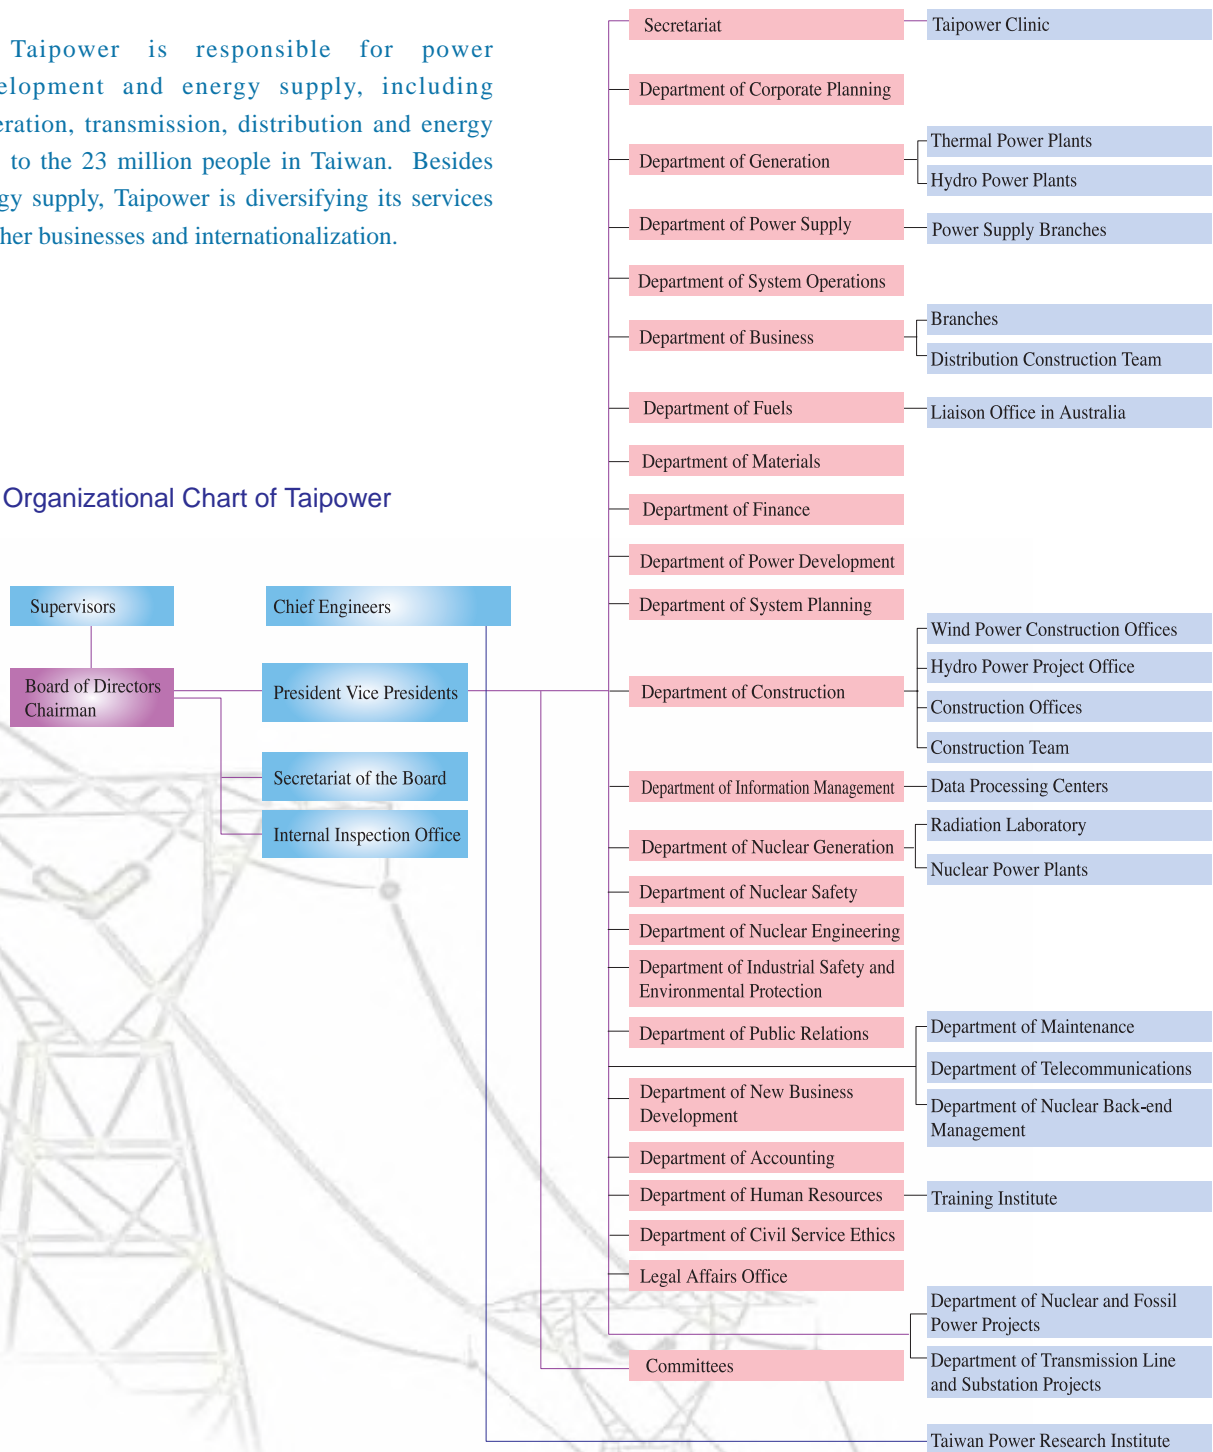 Taipower is responsible for power
elopment and energy supply, including
eration, transmission, distribution and energy
to the 23 million people in Taiwan. Besides
gy supply, Taipower is diversifying its services
her businesses and internationalization.
Organizational Chart of Taipower
Supervisors
Board of Directors
Chairman
Chief Engineers
President Vice Presidents
Secretariat of the Board
Internal Inspection Office
Secretariat
Taipower Clinic
Department of Corporate Planning
Department of Generation
Thermal Power Plants
Hydro Power Plants
Department of Power Supply
Power Supply Branches
Department of System Operations
Department of Business
Branches
Distribution Construction Team
Department of Fuels
Liaison Office in Australia
Department of Materials
Department of Finance
Department of Power Development
Department of System Planning
Department of Construction
Wind Power Construction Offices
Hydro Power Project Office
Construction Offices
Construction Team
Department of Information Management
Data Processing Centers
Department of Nuclear Generation
Radiation Laboratory
Nuclear Power Plants
Department of Nuclear Safety
Department of Nuclear Engineering
Department of Industrial Safety and
Environmental Protection
Department of Public Relations
Department of Maintenance
Department of Telecommunications
Department of Nuclear Back-end
Management
Department of New Business
Development
Department of Accounting
Department of Human Resources
Training Institute
Department of Civil Service Ethics
Legal Affairs Office
Department of Nuclear and Fossil
Power Projects
Department of Transmission Line
and Substation Projects
Committees
Taiwan Power Research Institute